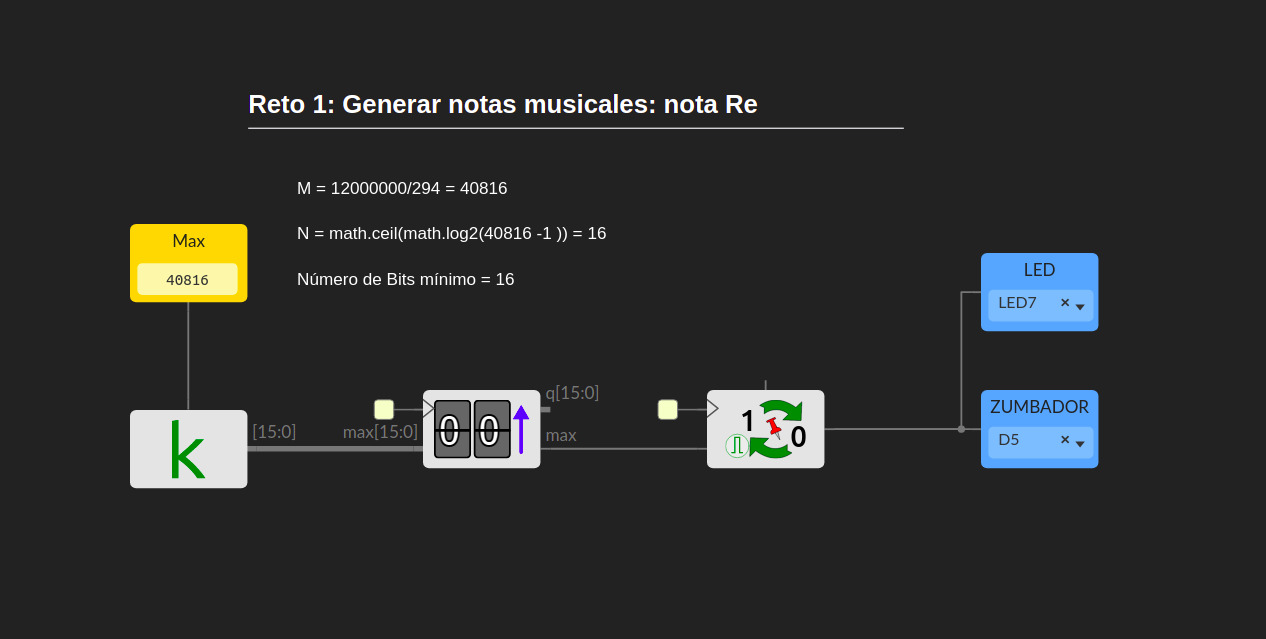 Reto 1: Generar notas musicales: nota Re
M = 12000000/294 = 40816
N = math.ceil(math.log2(40816 -1 )) = 16
Número de Bits mínimo = 16
Max
40816
LED
LED7
k
[15:0]
max[15:0]
0 0
q[15:0]
max
1
0
ZUMBADOR
D5